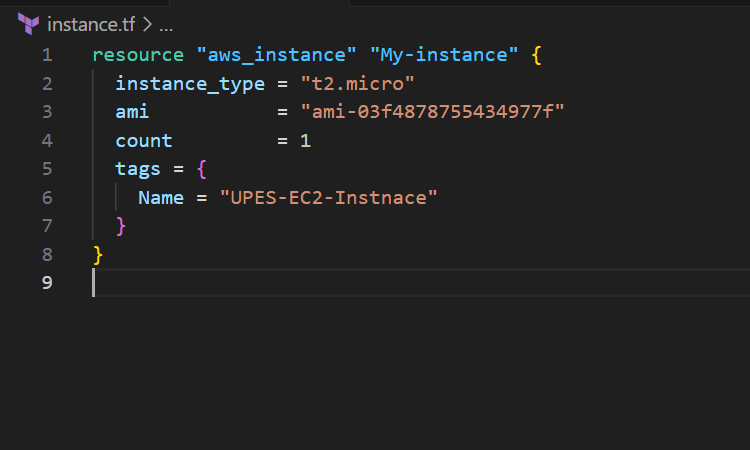 instance.tf > ...
1 resource "aws_instance" "My-instance" {
2   instance_type = "t2.micro"
3   ami           = "ami-03f4878755434977f"
4   count         = 1
5   tags = {
6     Name = "UPES-EC2-Instnace"
7   }
8 }
9